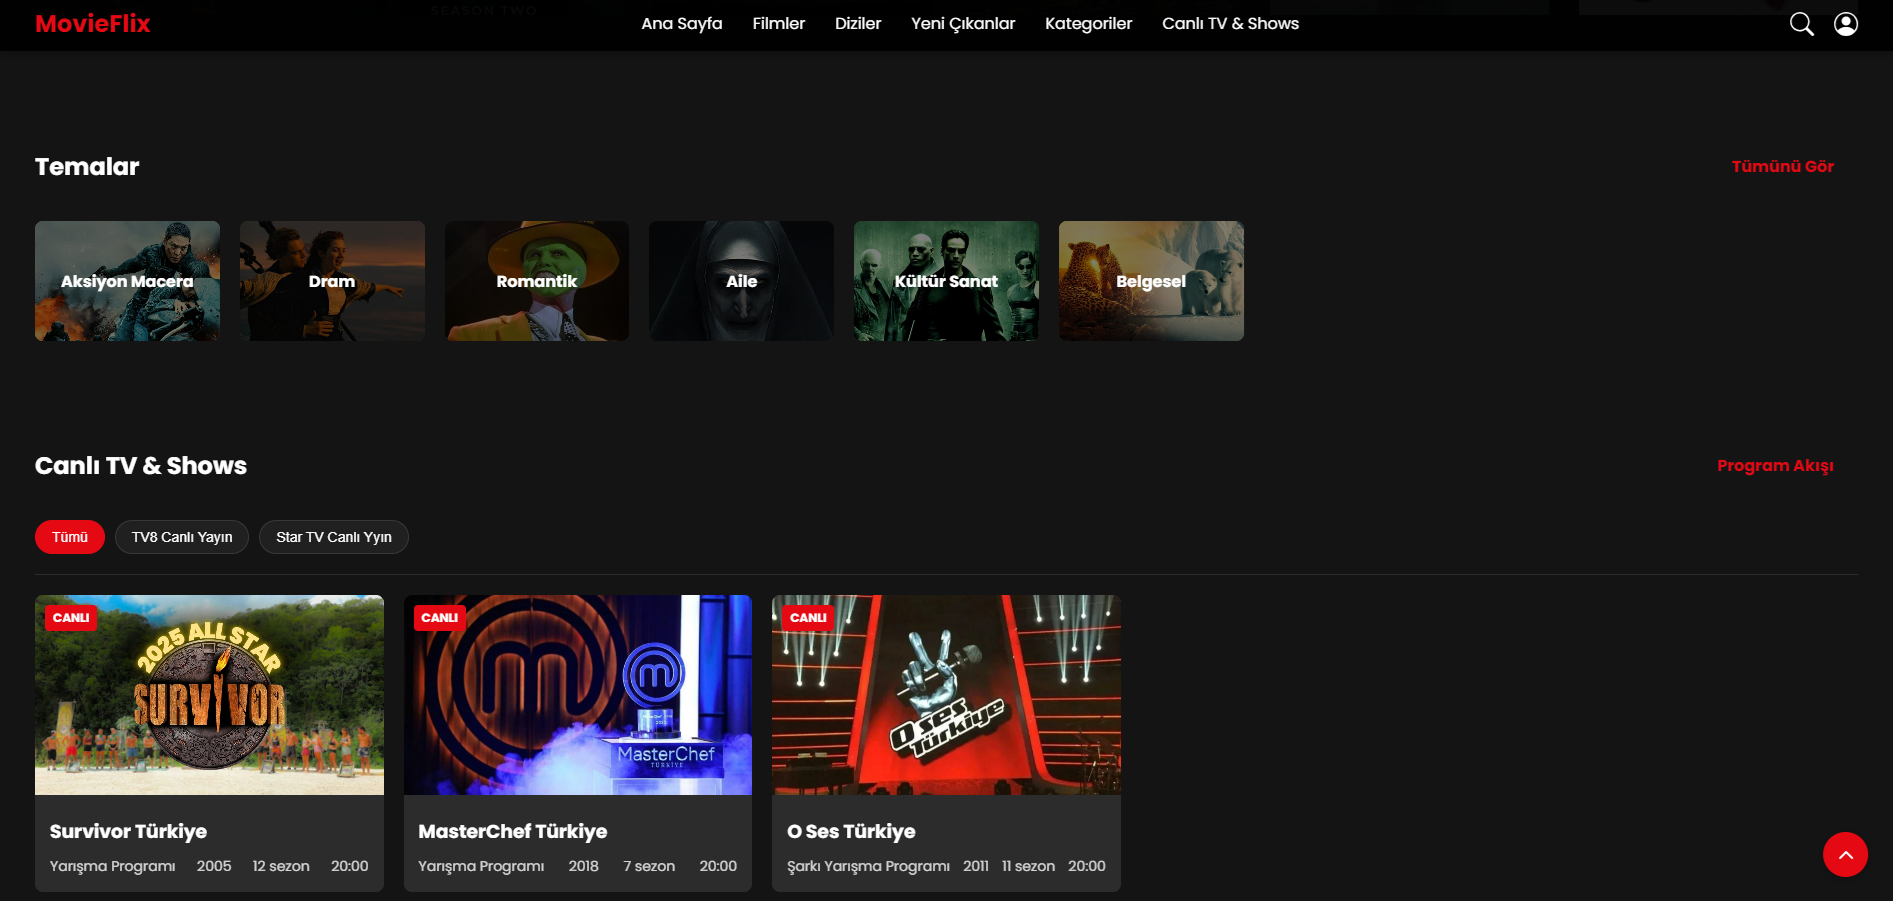 SEASON TWO
MovieFlix Ana Sayfa Filmler Diziler Yeni Çıkanlar Kategoriler Canlı TV & Shows
Temalar Tümünü Gör
Aksiyon Macera Dram Romantik Aile Kültür Sanat Belgesel
Canlı TV & Shows Program Akışı
Tümü TV8 Canlı Yayın Star TV Canlı Yyın
CANLI
2025 ALL STAR
SURVIVOR
CANLI
MasterChef
TÜRKİYE
CANLI
O Ses
Türkiye
Survivor Türkiye
Yarışma Programı 2005 12 sezon 20:00
MasterChef Türkiye
Yarışma Programı 2018 7 sezon 20:00
O Ses Türkiye
Şarkı Yarışma Programı 2011 11 sezon 20:00